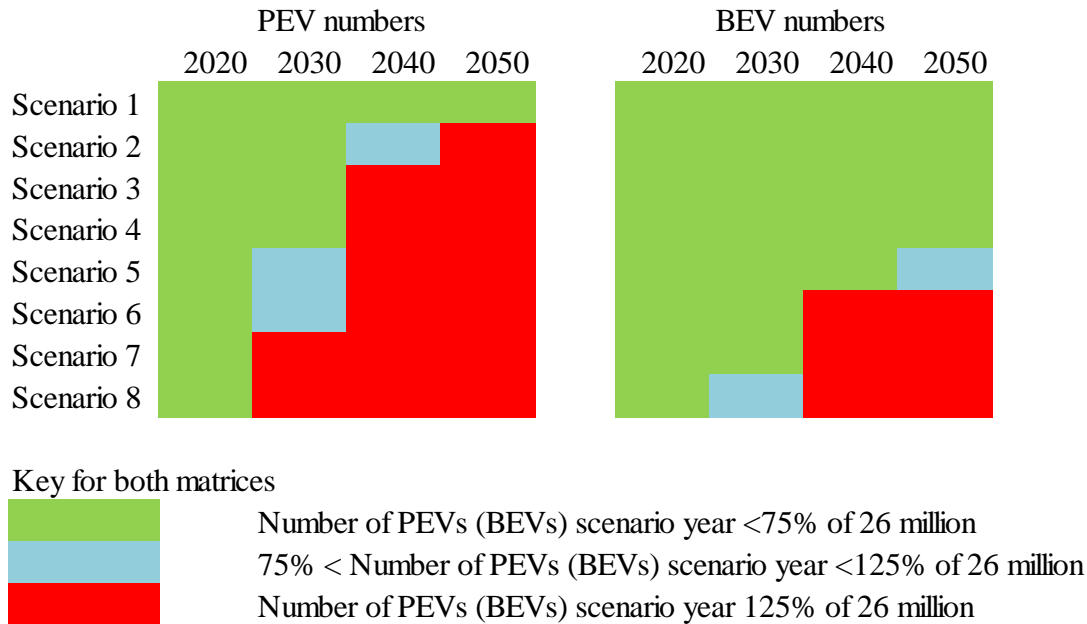 PEV numbers BEV numbers
2020 2030 2040 2050 2020 2030 2040 2050
Scenario 1
Scenario 2
Scenario 3
Scenario 4
Scenario 5
Scenario 6
Scenario 7
Scenario 8
Key for both matrices
Number of PEVs (BEVs) scenario year <75% of 26 million
75% < Number of PEVs (BEVs) scenario year <125% of 26 million
Number of PEVs (BEVs) scenario year 125% of 26 million